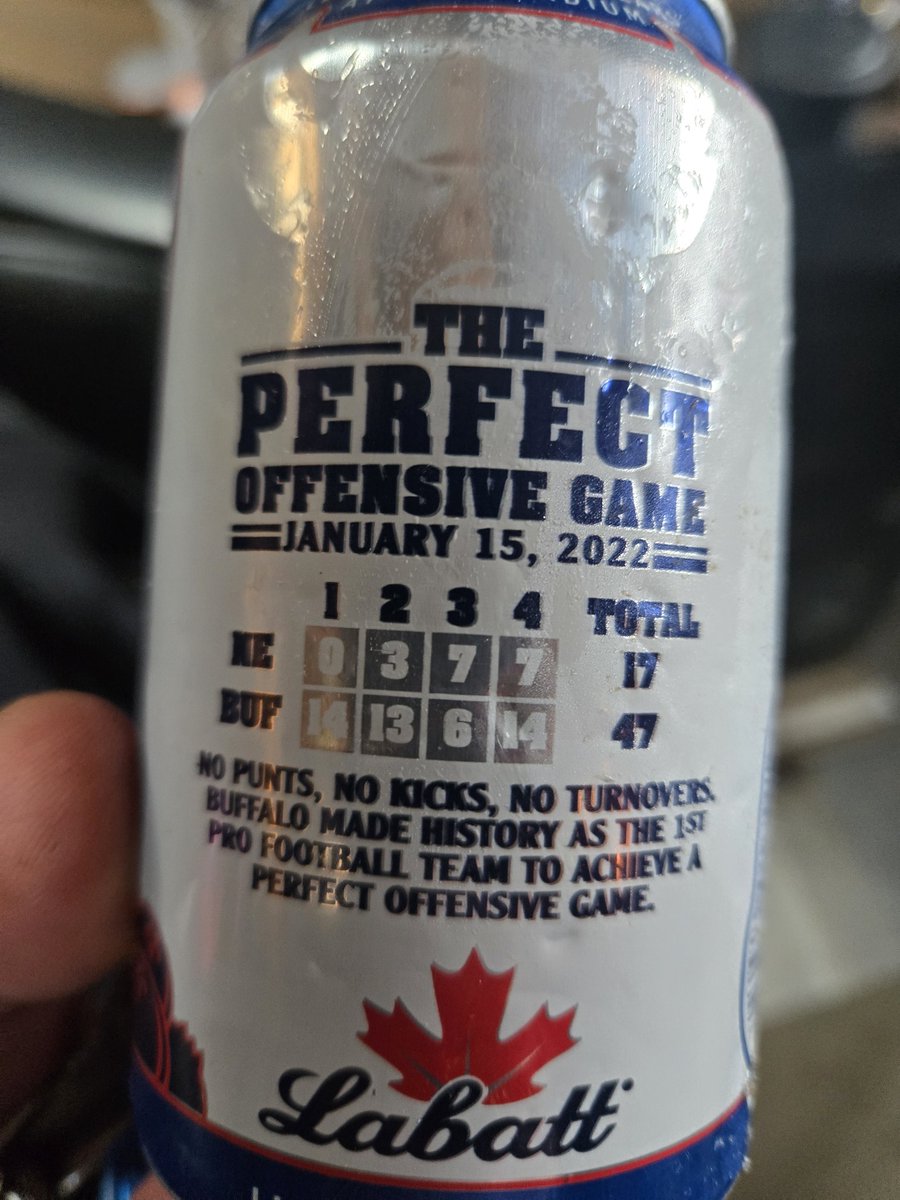 THE
PERFECT
OFFENSIVE GAME
JANUARY 15, 2022
1 2 3 4 TOTAL
NE 0 3 7 7 17
BUF 14 13 6 14 47
NO PUNTS, NO KICKS, NO TURNOVERS.
BUFFALO MADE HISTORY AS THE 1ST
PRO FOOTBALL TEAM TO ACHIEVE A
PERFECT OFFENSIVE GAME.
Labatt